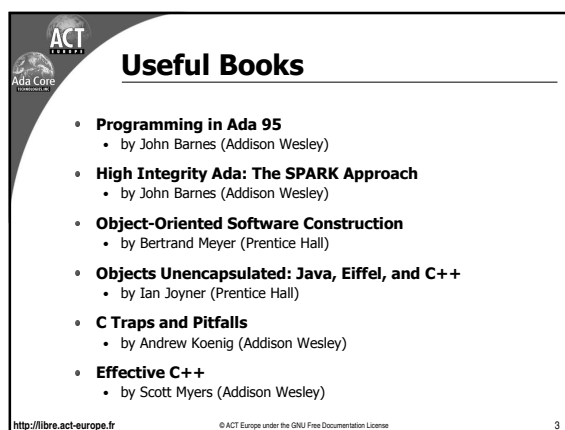 ACT
EUROPE
Ada Core
TECHNOLOGIES, INC
Useful Books
• Programming in Ada 95
• by John Barnes (Addison Wesley)
• High Integrity Ada: The SPARK Approach
• by John Barnes (Addison Wesley)
• Object-Oriented Software Construction
• by Bertrand Meyer (Prentice Hall)
• Objects Unencapsulated: Java, Eiffel, and C++
• by Ian Joyner (Prentice Hall)
• C Traps and Pitfalls
• by Andrew Koenig (Addison Wesley)
• Effective C++
• by Scott Myers (Addison Wesley)
http://libre.act-europe.fr © ACT Europe under the GNU Free Documentation License 3